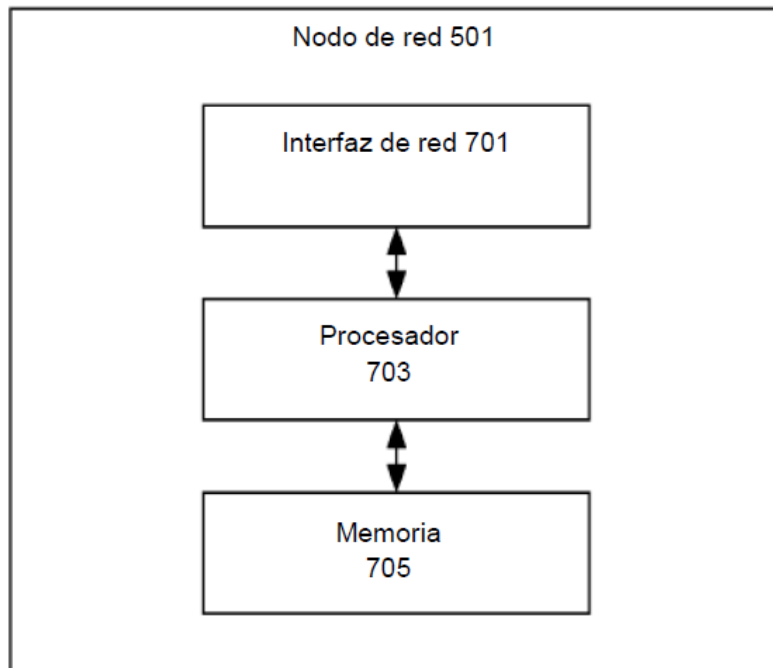 Nodo de red 501
Interfaz de red 701
Procesador
703
Memoria
705